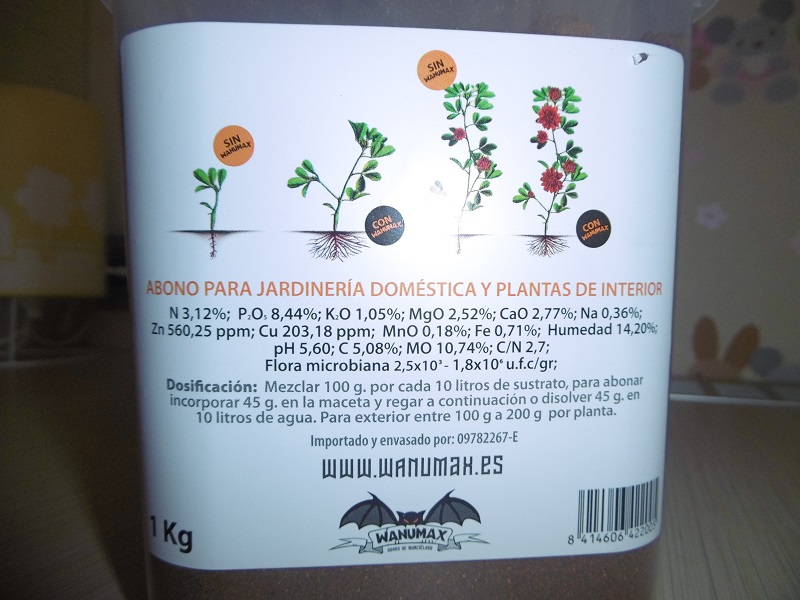 SIN
WANUMAX
SIN
WANUMAX
CON
WANUMAX
CON
WANUMAX
ABONO PARA JARDINERÍA DOMÉSTICA Y PLANTAS DE INTERIOR
N 3,12%; P₂O₅ 8,44%; K₂O 1,05%; MgO 2,52%; CaO 2,77%; Na 0,36%;
Zn 560,25 ppm; Cu 203,18 ppm; MnO 0,18%; Fe 0,71%; Humedad 14,20%;
pH 5,60; C 5,08%; MO 10,74%; C/N 2,7;
Flora microbiana 2,5x10³ - 1,8x10⁶ u.f.c/gr;
Dosificación: Mezclar 100 g. por cada 10 litros de sustrato, para abonar
incorporar 45 g. en la maceta y regar a continuación o disolver 45 g. en
10 litros de agua. Para exterior entre 100 g a 200 g por planta.
Importado y envasado por: 09782267-E
www.wanumax.es
WANUMAX
GUANO DE MURCIÉLAGO
1 Kg
8 414606 422005